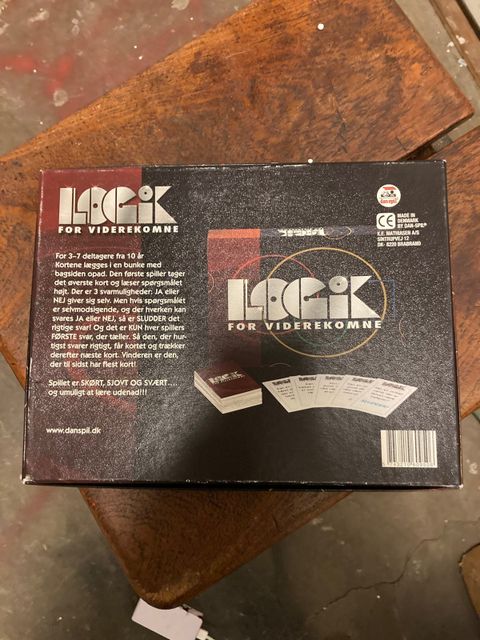 LOGiK
FOR VIDEREKOMNE
For 3-7 deltagere fra 10 år
Kortene lægges i en bunke med
bagsiden opad. Den første spiller tager
det øverste kort og læser spørgsmålet
højt. Der er 3 svarmuligheder: JA eller
NEJ giver sig selv. Men hvis spørgsmålet
er selvmodsigende, og der hverken kan
svares JA eller NEJ, så er SLUDDER det
rigtige svar! Og det er KUN hver spillers
FØRSTE svar, der tæller. Så den, der hur-
tigst svarer rigtigt, får kortet og trækker
derefter næste kort. Vinderen er den,
der til sidst har flest kort!
Spillet er SKØRT, SJOVT OG SVÆRT....
og umuligt at lære udenad!!!
www.danspil.dk
danspil
CE
MADE IN
DENMARK
BY DAN-SPIL
K.E. MATHIASEN A/S
SINTRUPVEJ 12
DK- 8220 BRABRAND
LOGiK
LOGiK
FOR VIDEREKOMNE